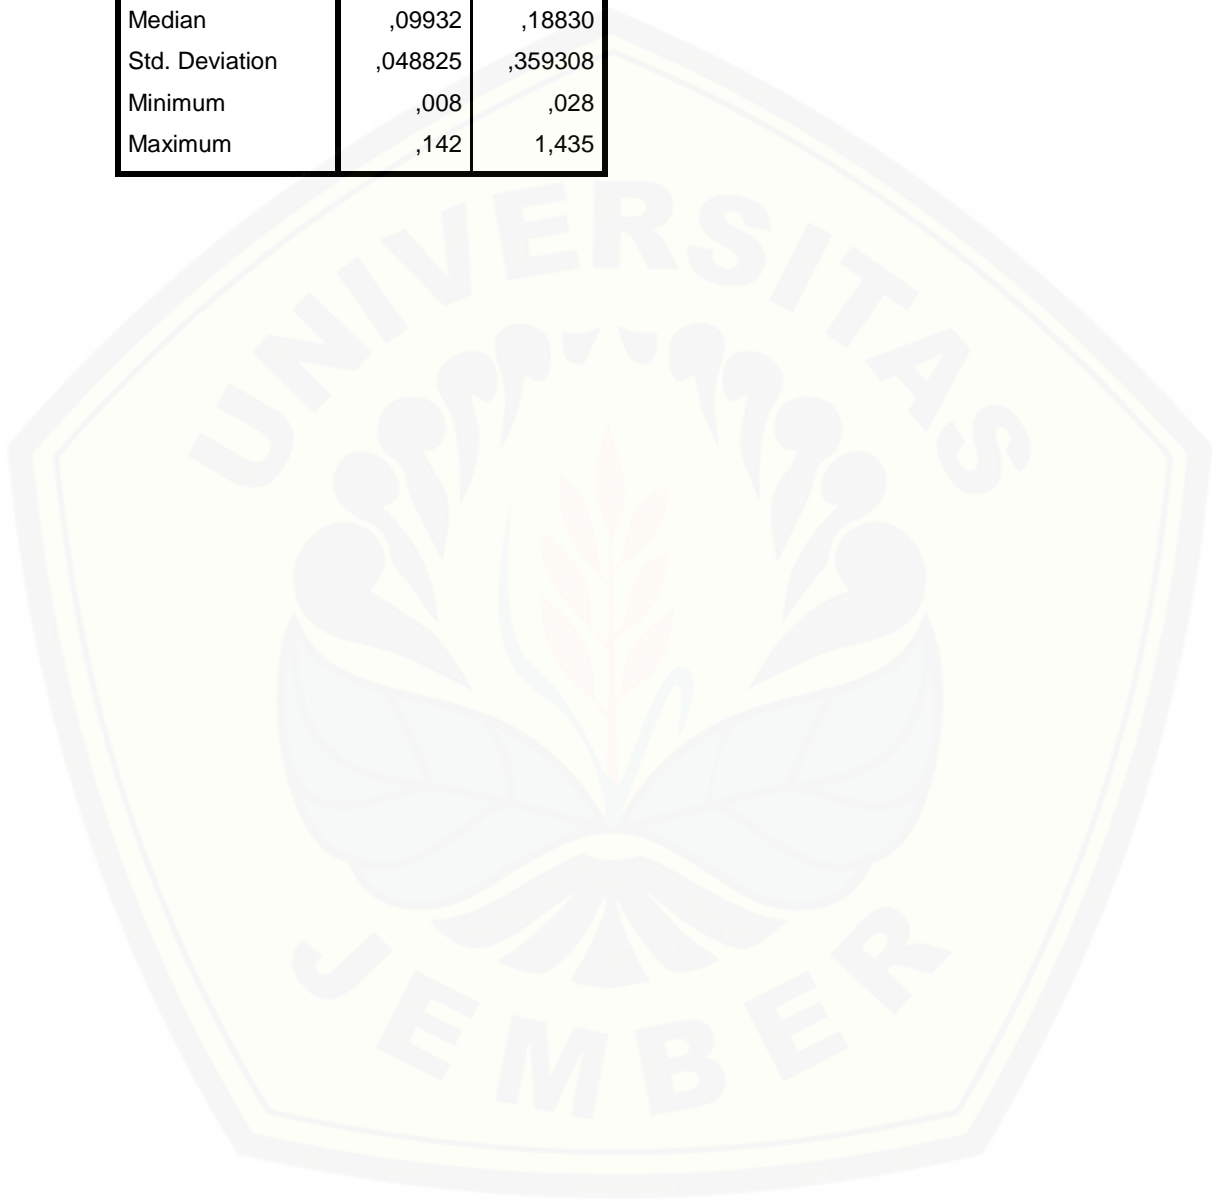 Median ,09932 ,18830
Std. Deviation ,048825 ,359308
Minimum ,008 ,028
Maximum ,142 1,435
UNIVERSITAS
JEMBER